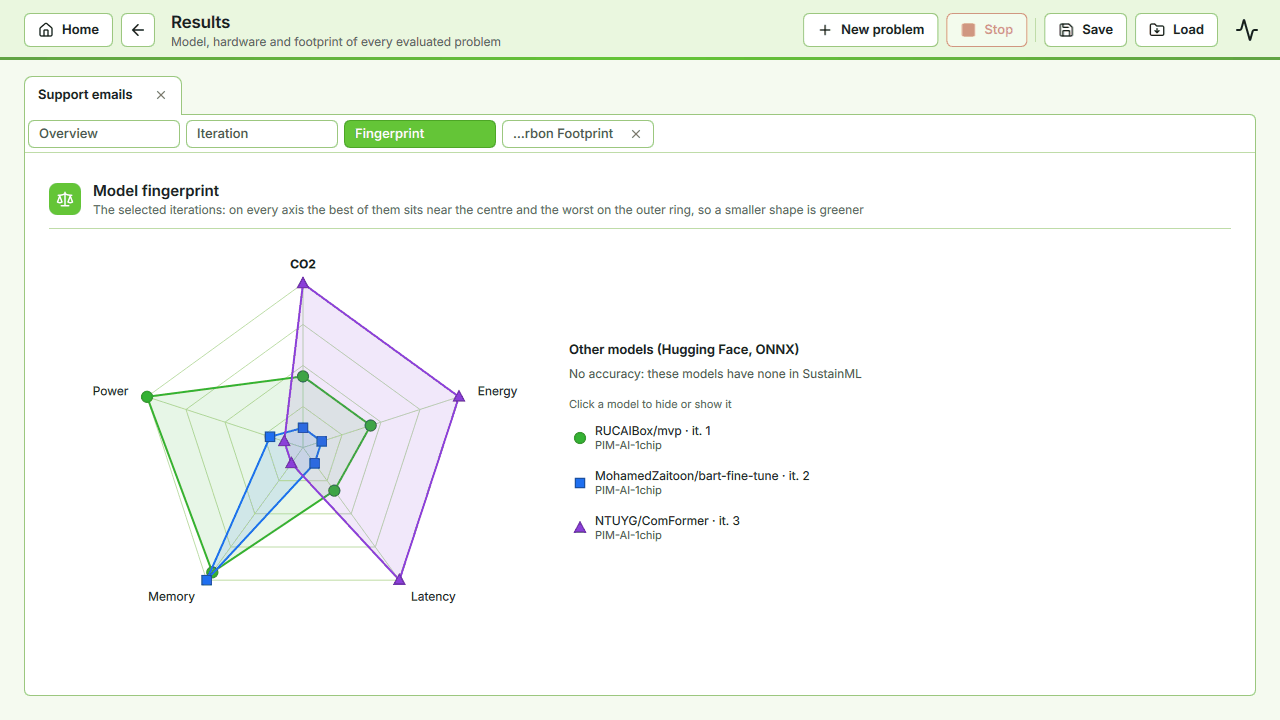 Home
Results
Model, hardware and footprint of every evaluated problem
New problem
Stop
Save
Load
Support emails
Overview
Iteration
Fingerprint
...rbon Footprint
Model fingerprint
The selected iterations: on every axis the best of them sits near the centre and the worst on the outer ring, so a smaller shape is greener
CO2
Power
Energy
Memory
Latency
Other models (Hugging Face, ONNX)
No accuracy: these models have none in SustainML
Click a model to hide or show it
RUCAIBox/mvp · it. 1
PIM-AI-1chip
MohamedZaitoon/bart-fine-tune · it. 2
PIM-AI-1chip
NTUYG/ComFormer · it. 3
PIM-AI-1chip